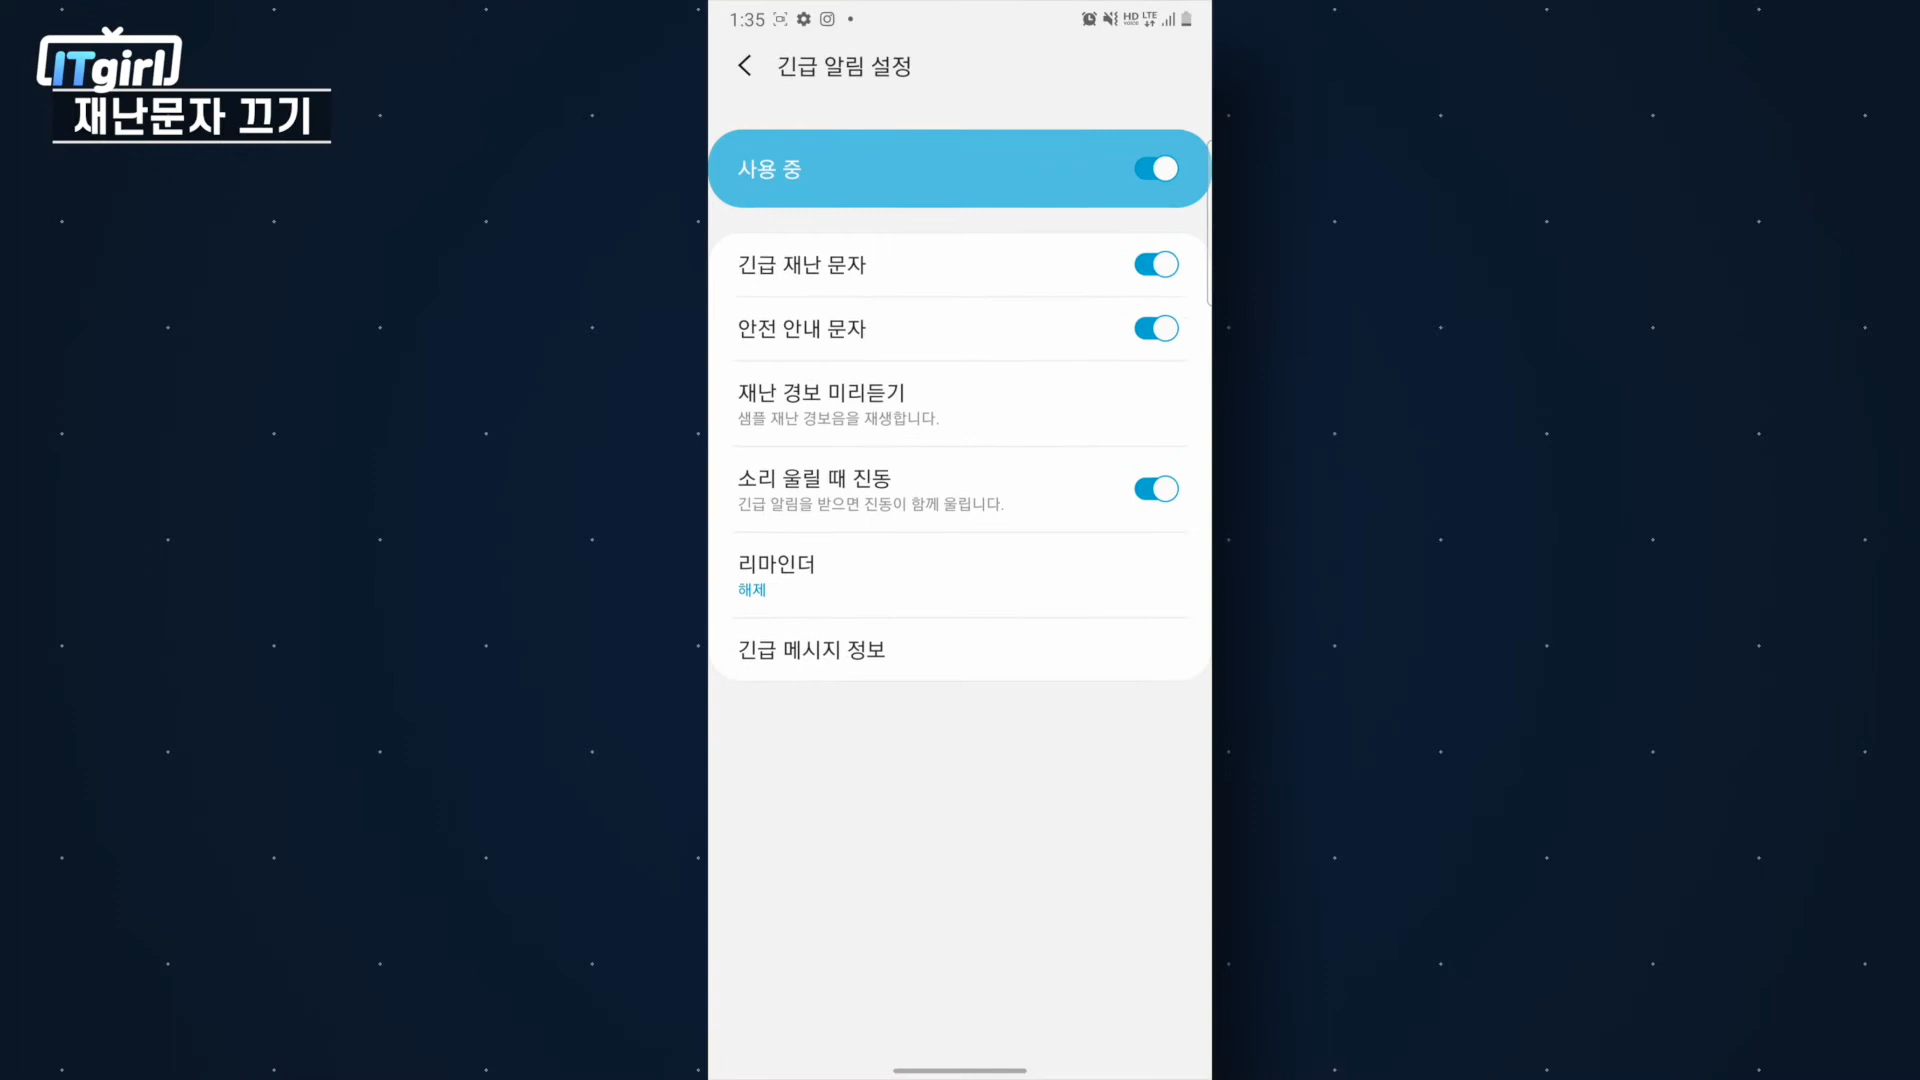 ITgirl
재난문자 끄기
1:35
HD VOICE LTE
긴급 알림 설정
사용 중
긴급 재난 문자
안전 안내 문자
재난 경보 미리듣기
샘플 재난 경보음을 재생합니다.
소리 울릴 때 진동
긴급 알림을 받으면 진동이 함께 울립니다.
리마인더
해제
긴급 메시지 정보